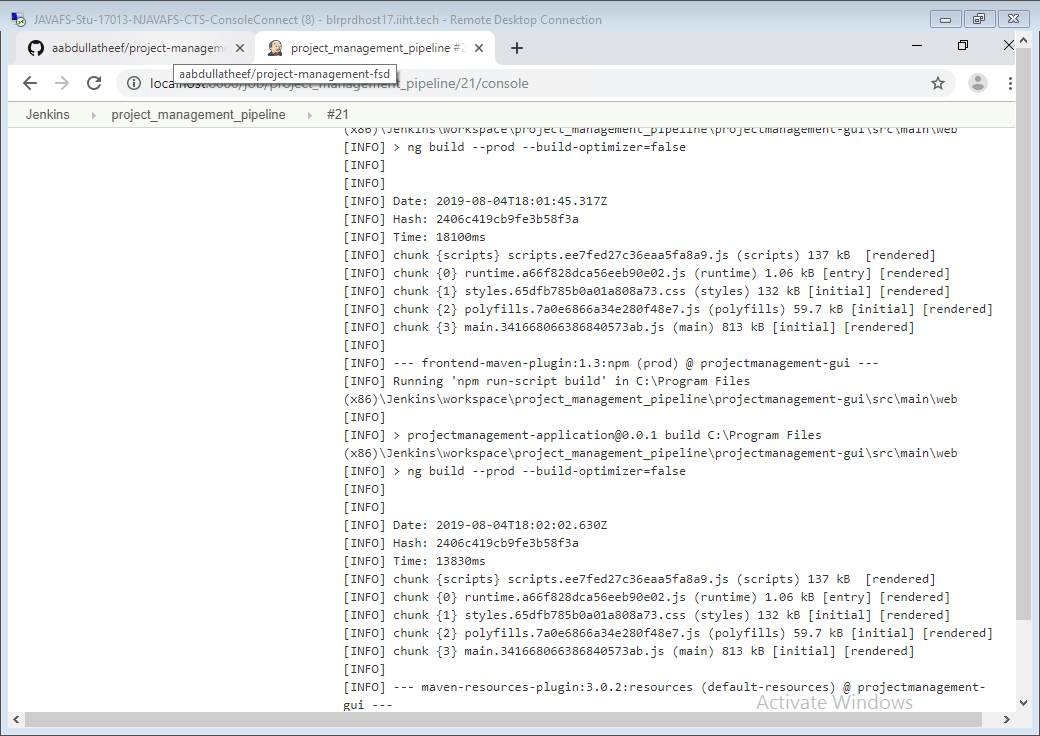 JAVAFS-Stu-17013-NJAVAFS-CTS-ConsoleConnect (8) - blrprdhost17.iiht.tech - Remote Desktop Connection
aabdullatheef/project-managem
project_management_pipeline #2
aabdullatheef/project-management-fsd
localhost:8080/job/project_management_pipeline/21/console
Jenkins
project_management_pipeline
#21
(x86)\Jenkins\workspace\project_management_pipeline\projectmanagement-gui\src\main\web
[INFO] > ng build --prod --build-optimizer=false
[INFO]
[INFO]
[INFO] Date: 2019-08-04T18:01:45.317Z
[INFO] Hash: 2406c419cb9fe3b58f3a
[INFO] Time: 18100ms
[INFO] chunk {scripts} scripts.ee7fed27c36eaa5fa8a9.js (scripts) 137 kB  [rendered]
[INFO] chunk {0} runtime.a66f828dca56eeb90e02.js (runtime) 1.06 kB [entry] [rendered]
[INFO] chunk {1} styles.65dfb785b0a01a808a73.css (styles) 132 kB [initial] [rendered]
[INFO] chunk {2} polyfills.7a0e6866a34e280f48e7.js (polyfills) 59.7 kB [initial] [rendered]
[INFO] chunk {3} main.341668066386840573ab.js (main) 813 kB [initial] [rendered]
[INFO]
[INFO] --- frontend-maven-plugin:1.3:npm (prod) @ projectmanagement-gui ---
[INFO] Running 'npm run-script build' in C:\Program Files
(x86)\Jenkins\workspace\project_management_pipeline\projectmanagement-gui\src\main\web
[INFO]
[INFO] > projectmanagement-application@0.0.1 build C:\Program Files
(x86)\Jenkins\workspace\project_management_pipeline\projectmanagement-gui\src\main\web
[INFO] > ng build --prod --build-optimizer=false
[INFO]
[INFO]
[INFO] Date: 2019-08-04T18:02:02.630Z
[INFO] Hash: 2406c419cb9fe3b58f3a
[INFO] Time: 13830ms
[INFO] chunk {scripts} scripts.ee7fed27c36eaa5fa8a9.js (scripts) 137 kB  [rendered]
[INFO] chunk {0} runtime.a66f828dca56eeb90e02.js (runtime) 1.06 kB [entry] [rendered]
[INFO] chunk {1} styles.65dfb785b0a01a808a73.css (styles) 132 kB [initial] [rendered]
[INFO] chunk {2} polyfills.7a0e6866a34e280f48e7.js (polyfills) 59.7 kB [initial] [rendered]
[INFO] chunk {3} main.341668066386840573ab.js (main) 813 kB [initial] [rendered]
[INFO]
[INFO] --- maven-resources-plugin:3.0.2:resources (default-resources) @ projectmanagement-
gui ---
Activate Windows